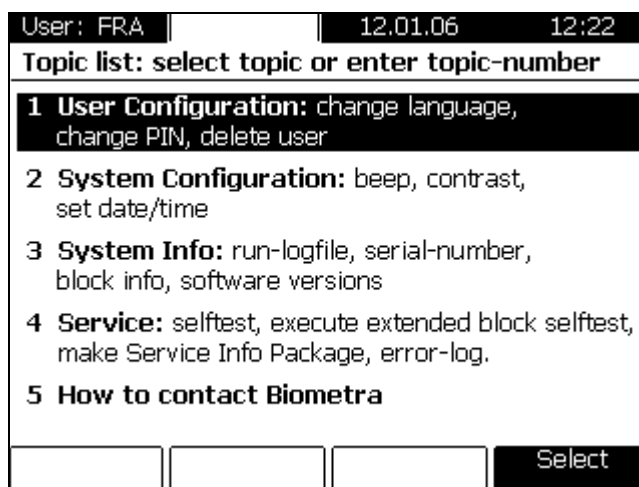 User: FRA 12.01.06 12:22
Topic list: select topic or enter topic-number
1 User Configuration: change language,
change PIN, delete user
2 System Configuration: beep, contrast,
set date/time
3 System Info: run-logfile, serial-number,
block info, software versions
4 Service: selftest, execute extended block selftest,
make Service Info Package, error-log.
5 How to contact Biometra
Select